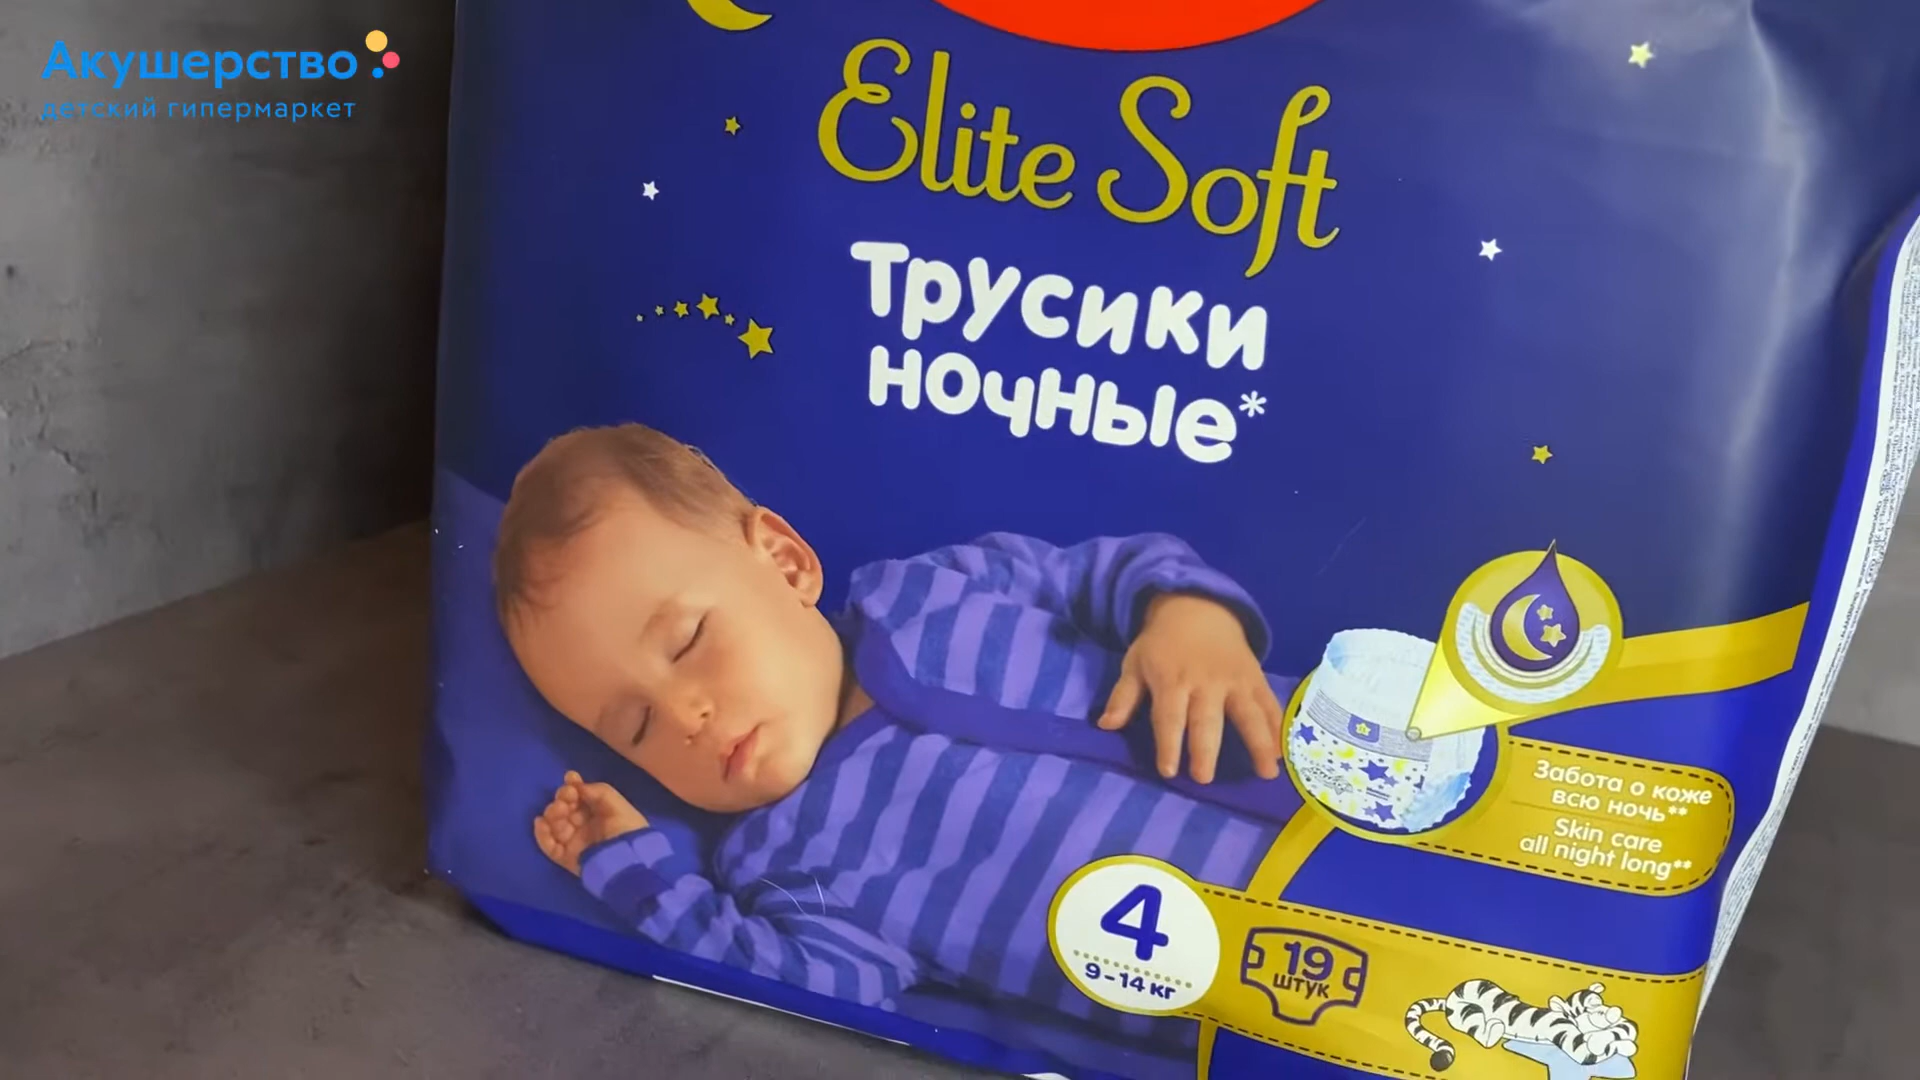 Акушерство
детский гипермаркет
Elite Soft
Трусики
ночные*
Забота о коже
всю ночь**
Skin care
all night long**
4
9-14 кг
19
штук